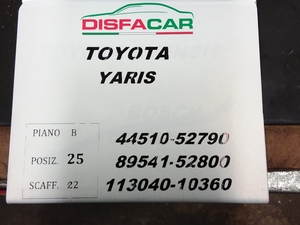 DISFACAR
TOYOTA
YARIS
PIANO B
POSIZ. 25
SCAFF. 22
44510-52790
89541-52800
113040-10360